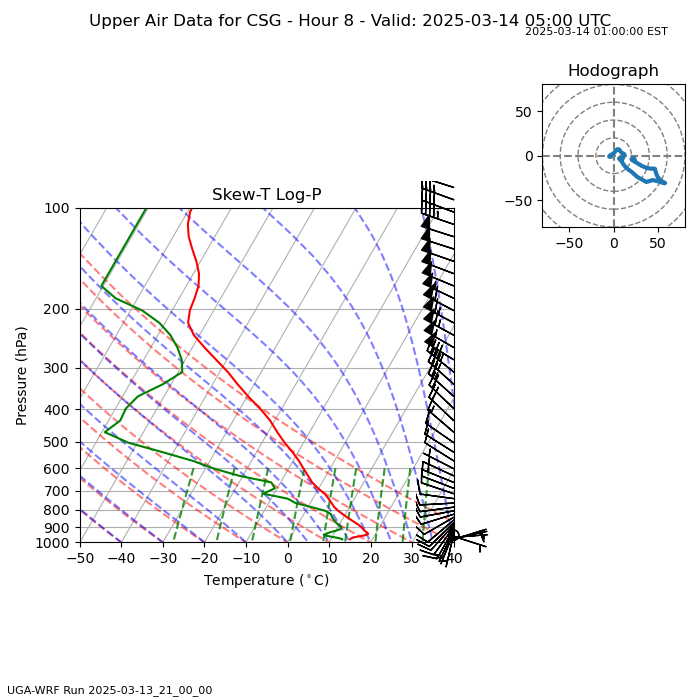 Upper Air Data for CSG - Hour 8 - Valid: 2025-03-14 05:00 UTC
2025-03-14 01:00:00 EST
Hodograph
50
0
−50
−50 0 50
Skew-T Log-P
100
200
300
400
500
600
700
800
900
1000
Pressure (hPa)
−50 −40 −30 −20 −10 0 10 20 30 40
Temperature (°C)
UGA-WRF Run 2025-03-13_21_00_00